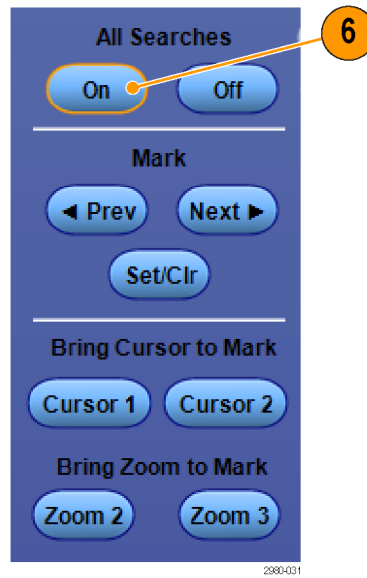 All Searches
6
On Off
Mark
◄ Prev Next ►
Set/Clr
Bring Cursor to Mark
Cursor 1 Cursor 2
Bring Zoom to Mark
Zoom 2 Zoom 3
2980-031